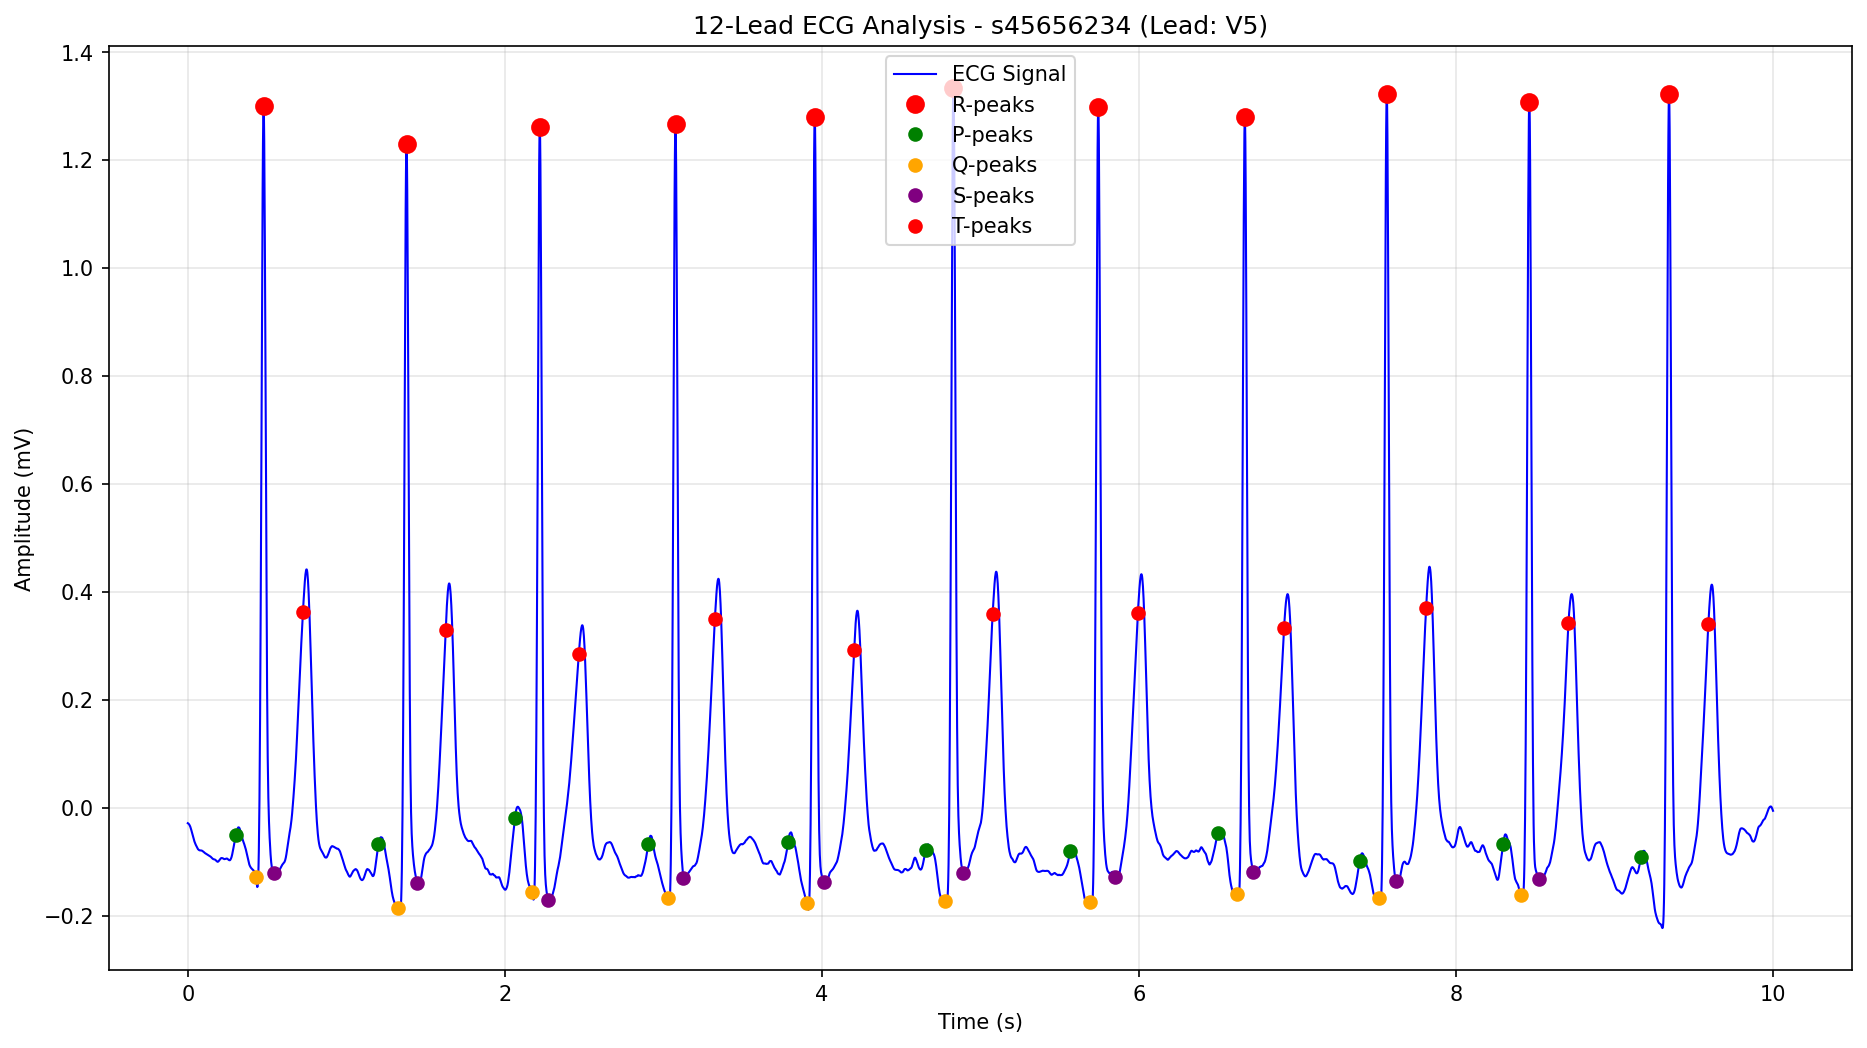 12-Lead ECG Analysis - s45656234 (Lead: V5)
ECG Signal
R-peaks
P-peaks
Q-peaks
S-peaks
T-peaks
Amplitude (mV)
1.4
1.2
1.0
0.8
0.6
0.4
0.2
0.0
−0.2
0 2 4 6 8 10
Time (s)